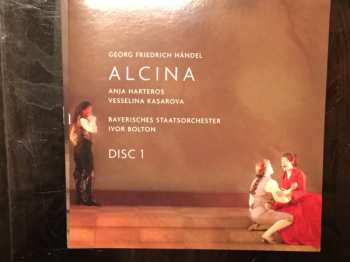 GEORG FRIEDRICH HÄNDEL
ALCINA
ANJA HARTEROS
VESSELINA KASAROVA
BAYERISCHES STAATSORCHESTER
IVOR BOLTON
DISC 1